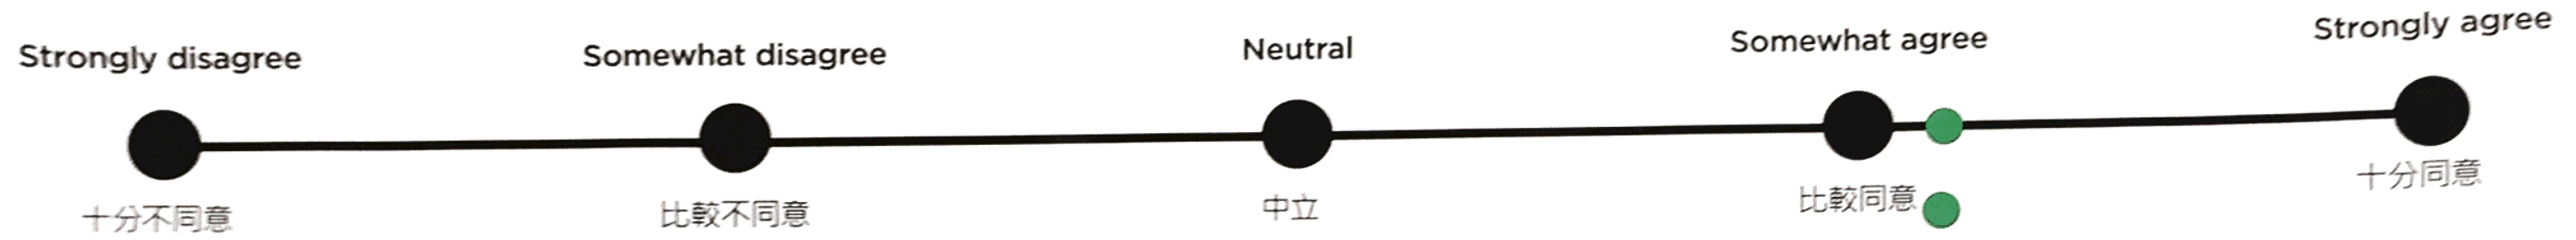 Strongly disagree
Somewhat disagree
Neutral
Somewhat agree
Strongly agree
十分不同意
比較不同意
中立
比較同意
十分同意